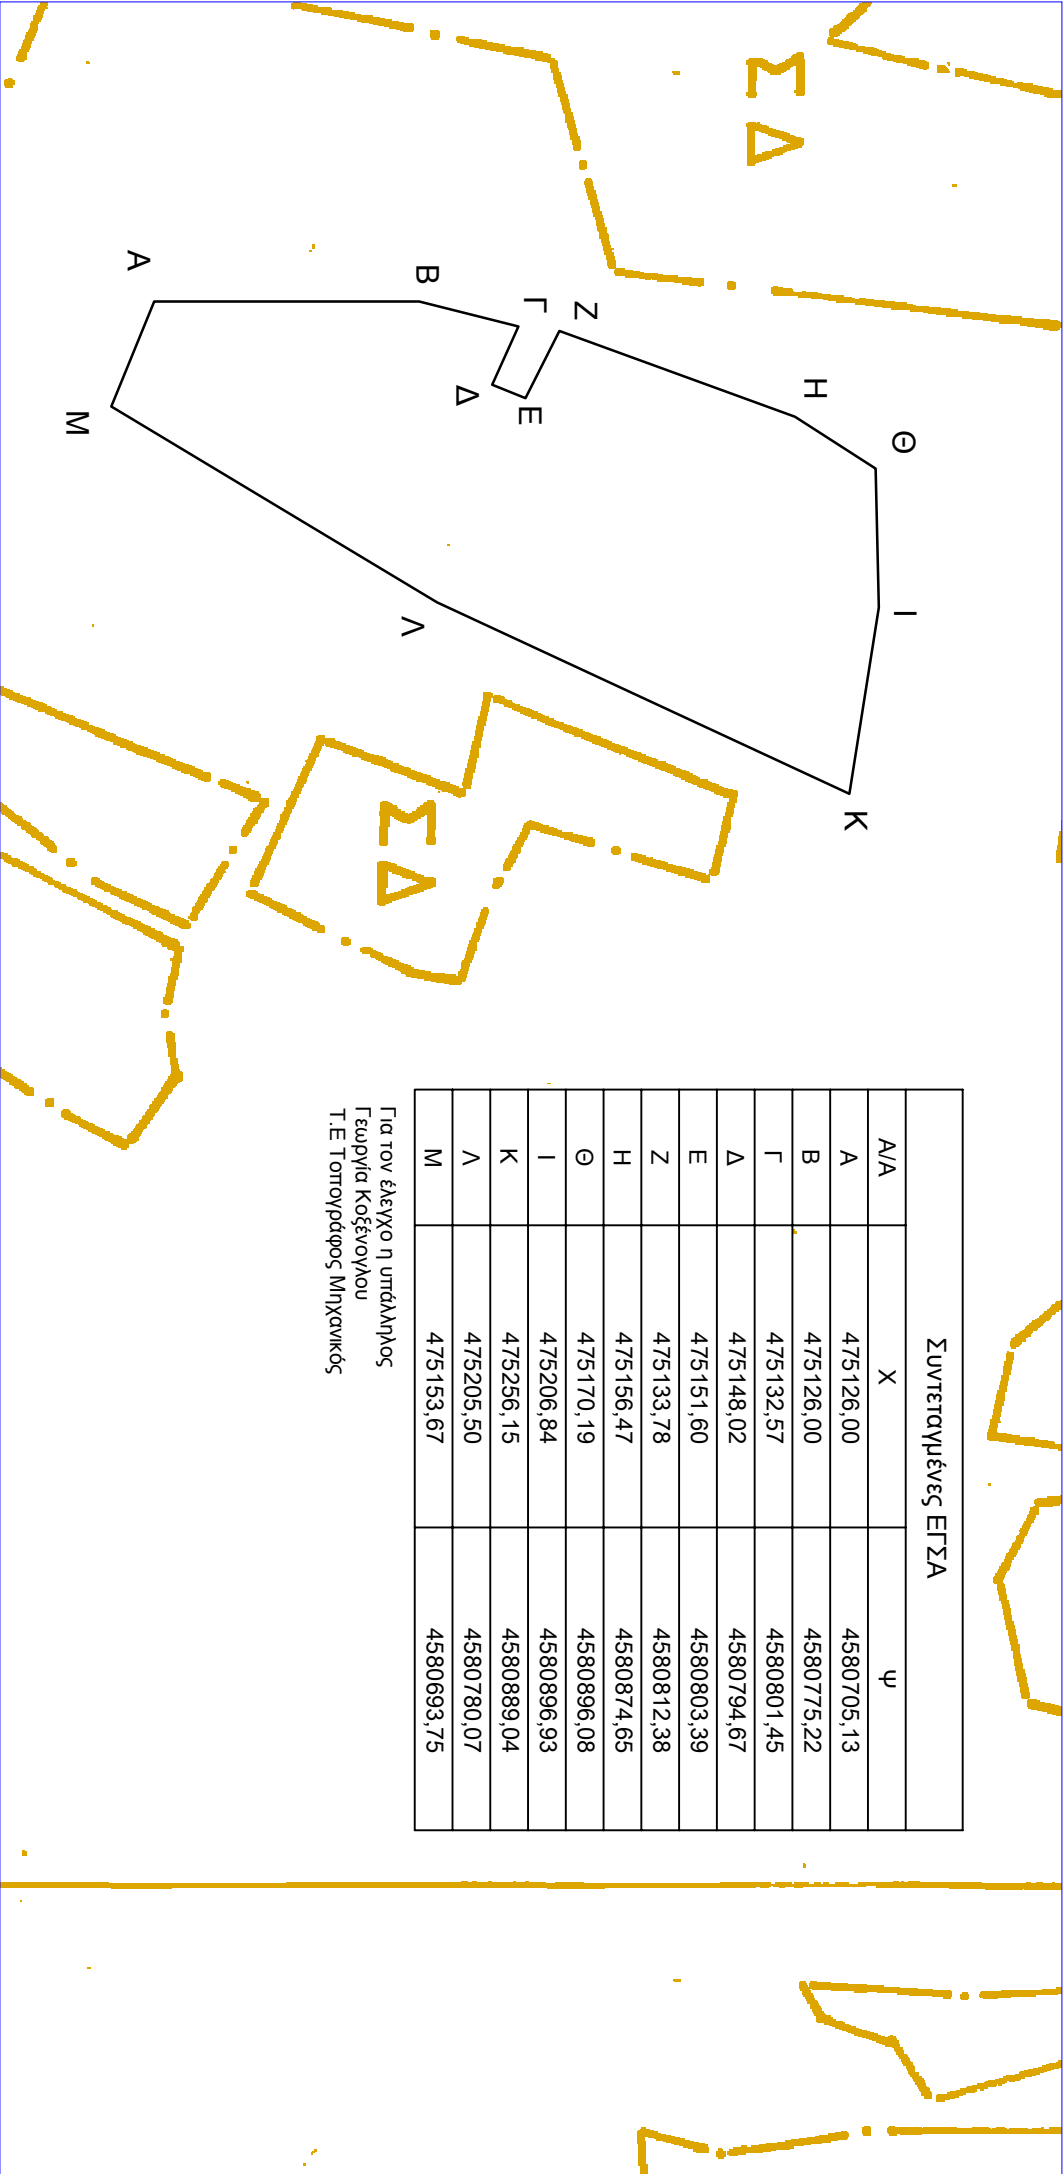 ΣΔ
Α
Β
Γ
Δ
Ε
Ζ
Η
Θ
Ι
Κ
Λ
Μ
ΣΔ
Συντεταγμένες ΕΓΣΑ
Α/Α Χ Ψ
Α 475126,00 4580705,13
Β 475126,00 4580775,22
Γ 475132,57 4580801,45
Δ 475148,02 4580794,67
Ε 475151,60 4580803,39
Ζ 475133,78 4580812,38
Η 475156,47 4580874,65
Θ 475170,19 4580896,08
Ι 475206,84 4580896,93
Κ 475256,15 4580889,04
Λ 475205,50 4580780,07
Μ 475153,67 4580693,75
Για τον έλεγχο η υπάλληλος
Γεωργία Κοξένογλου
Τ.Ε Τοπογράφος Μηχανικός